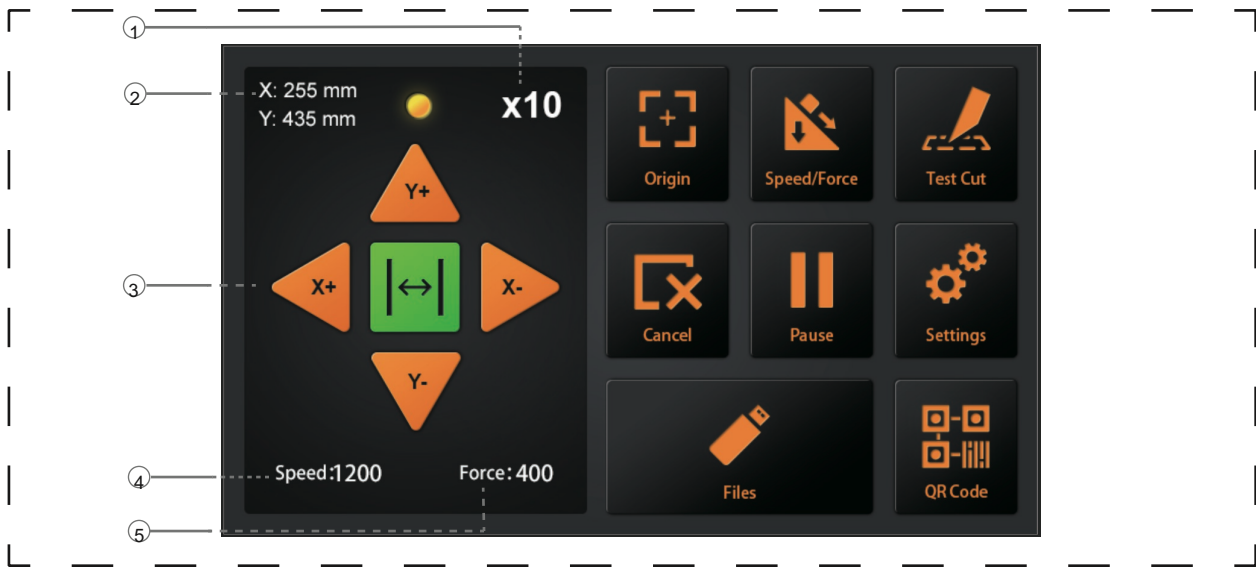 1
2
X: 255 mm
Y: 435 mm
x10
Y+
3
X+
X-
Y-
4
Speed:1200
Force: 400
5
Origin
Speed/Force
Test Cut
Cancel
Pause
Settings
Files
QR Code